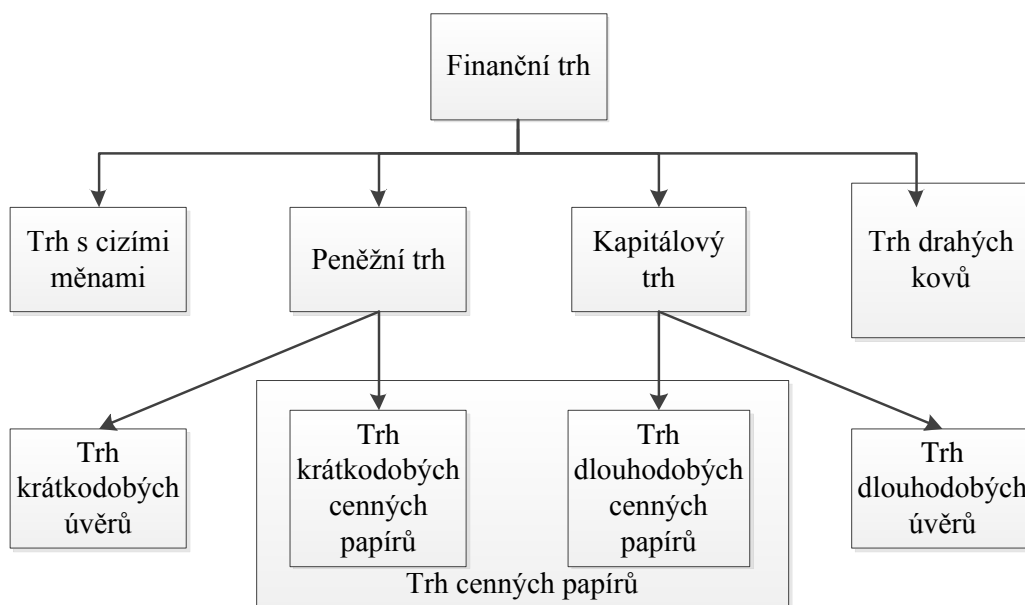 Finanční trh
Trh s cizími
měnami
Peněžní trh
Kapitálový
trh
Trh drahých
kovů
Trh
krátkodobých
úvěrů
Trh
krátkodobých
cenných
papírů
Trh
dlouhodobých
cenných
papírů
Trh
dlouhodobých
úvěrů
Trh cenných papírů